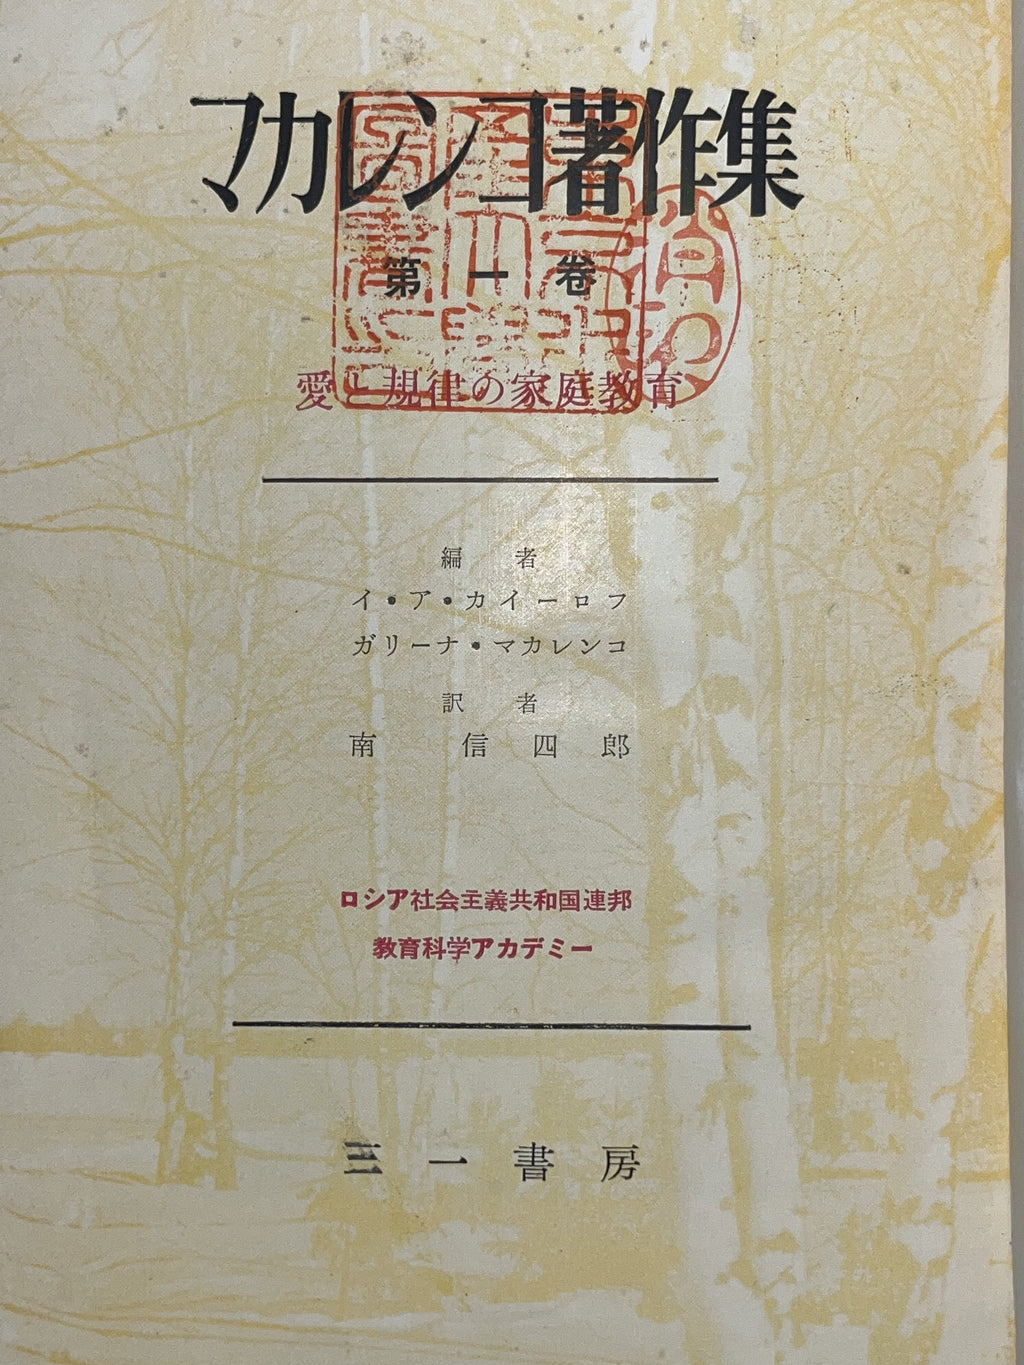 マカレンコ著作集
第一卷
愛と規律の家庭教育
編者
イ・ア・カイーロフ
ガリーナ・マカレンコ
訳者
南信四郎
ロシア社会主義共和国連邦
教育科学アカデミー
三一書房